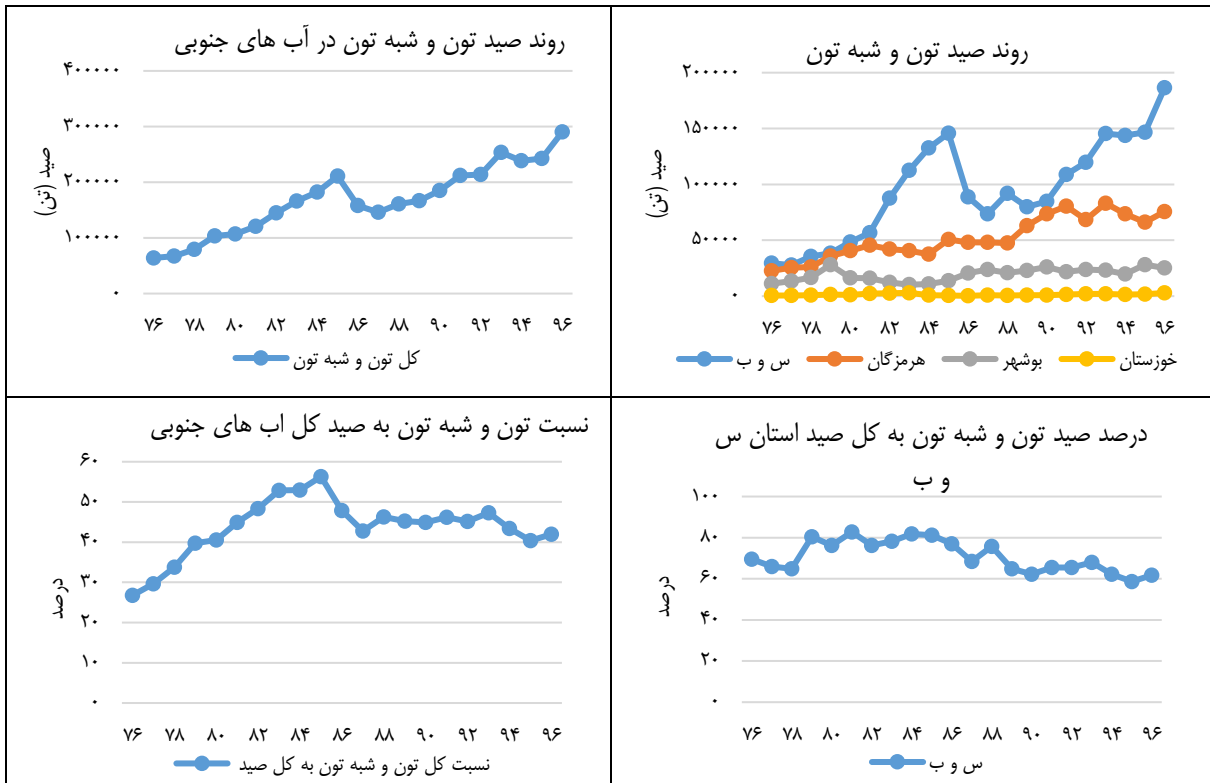 روند صید تون و شبه تون در آب های جنوبی
۴۰۰۰۰۰
۳۰۰۰۰۰
۲۰۰۰۰۰
۱۰۰۰۰۰
۰
صید (تن)
۷۶ ۷۸ ۸۰ ۸۲ ۸۴ ۸۶ ۸۸ ۹۰ ۹۲ ۹۴ ۹۶
کل تون و شبه تون
روند صید تون و شبه تون
۲۰۰۰۰۰
۱۵۰۰۰۰
۱۰۰۰۰۰
۵۰۰۰۰
۰
صید (تن)
۷۶ ۷۸ ۸۰ ۸۲ ۸۴ ۸۶ ۸۸ ۹۰ ۹۲ ۹۴ ۹۶
س و ب هرمزگان بوشهر خوزستان
نسبت تون و شبه تون به صید کل اب های جنوبی
۶۰
۵۰
۴۰
۳۰
۲۰
۱۰
۰
درصد
۷۶ ۷۸ ۸۰ ۸۲ ۸۴ ۸۶ ۸۸ ۹۰ ۹۲ ۹۴ ۹۶
نسبت کل تون و شبه تون به کل صید
درصد صید تون و شبه تون به کل صید استان س
و ب
۱۰۰
۸۰
۶۰
۴۰
۲۰
۰
درصد
۷۶ ۷۸ ۸۰ ۸۲ ۸۴ ۸۶ ۸۸ ۹۰ ۹۲ ۹۴ ۹۶
س و ب